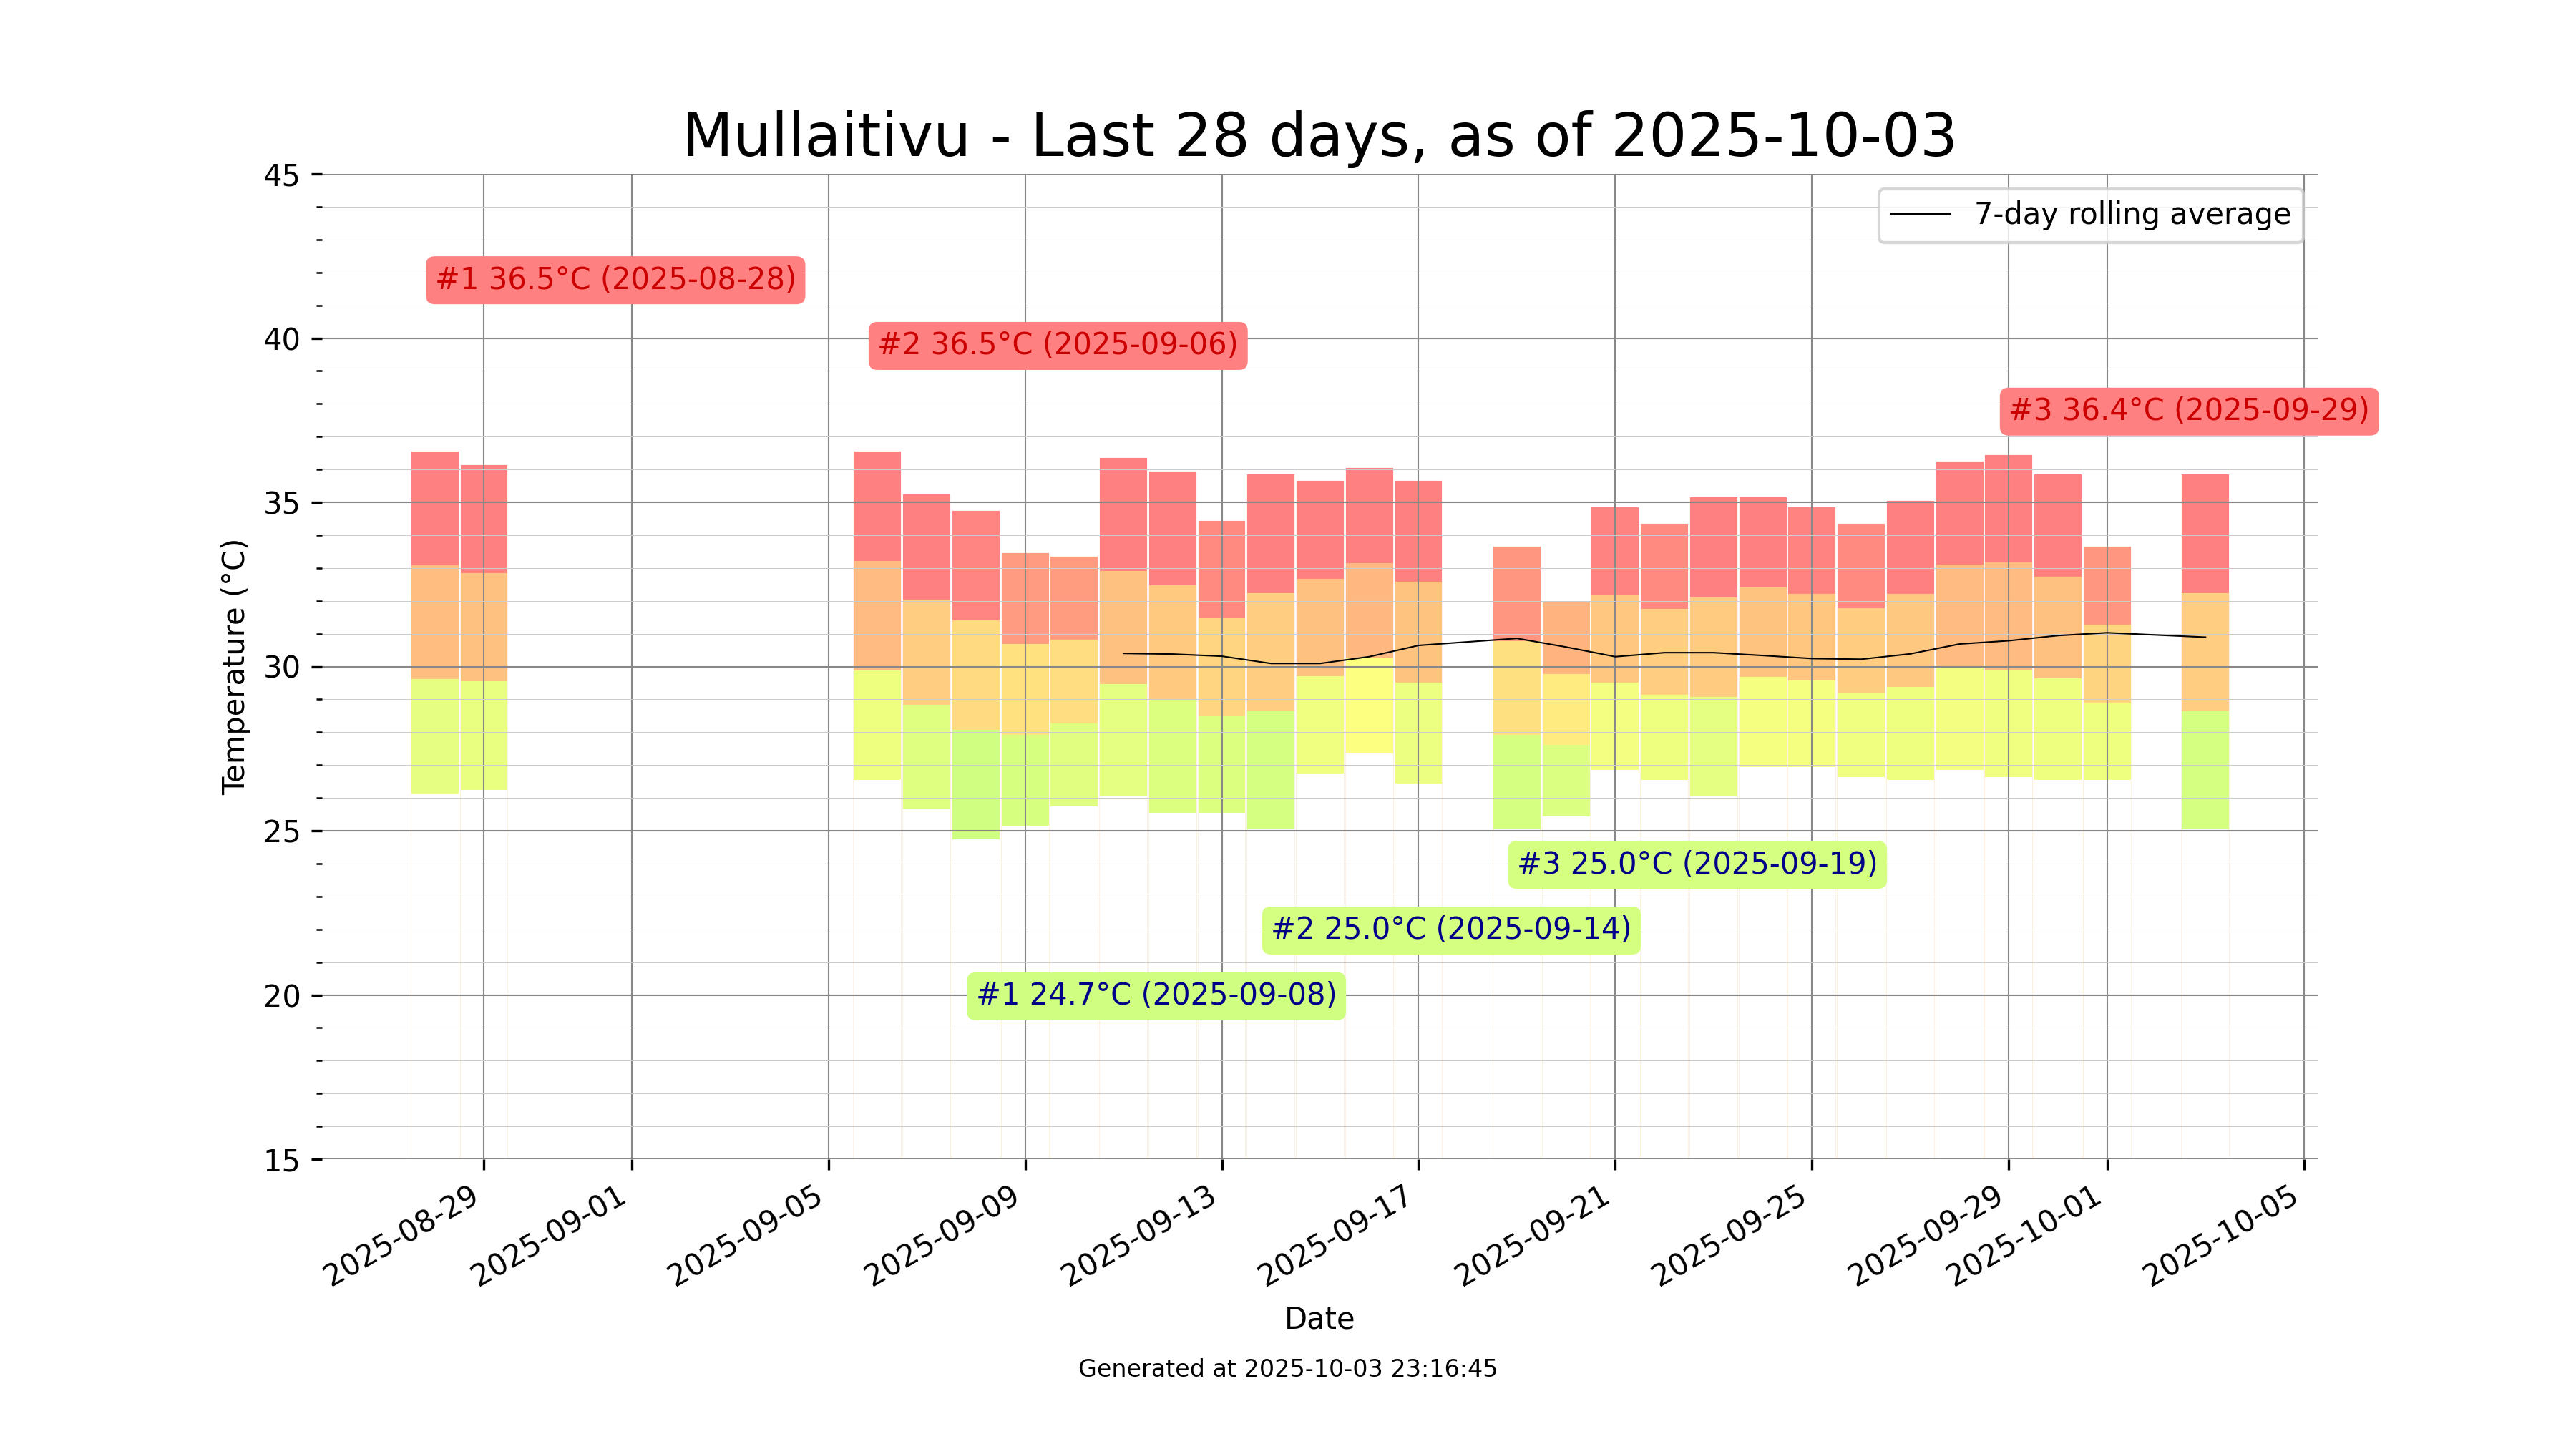 Mullaitivu - Last 28 days, as of 2025-10-03
45
7-day rolling average
#1 36.5°C (2025-08-28)
40
#2 36.5°C (2025-09-06)
#3 36.4°C (2025-09-29)
35
Temperature (°C)
30
25
#3 25.0°C (2025-09-19)
#2 25.0°C (2025-09-14)
20
#1 24.7°C (2025-09-08)
15
2025-08-29
2025-09-01
2025-09-05
2025-09-09
2025-09-13
2025-09-17
2025-09-21
2025-09-25
2025-09-29
2025-10-01
2025-10-05
Date
Generated at 2025-10-03 23:16:45